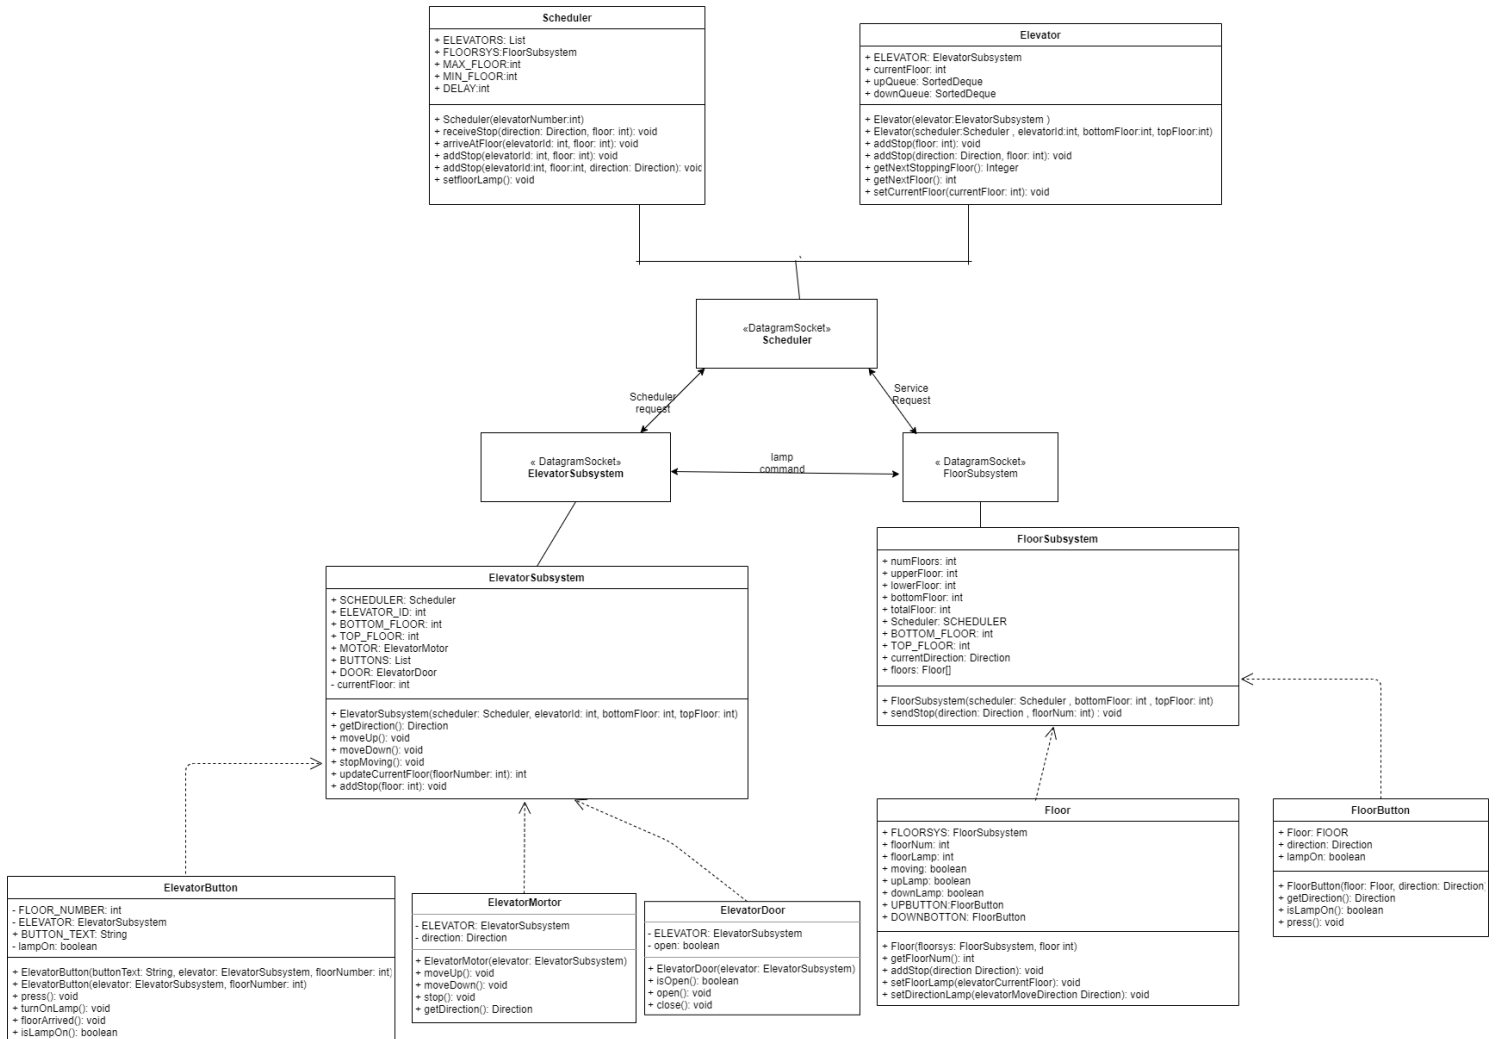 Scheduler
+ ELEVATORS: List
+ FLOORSYS:FloorSubsystem
+ MAX_FLOOR:int
+ MIN_FLOOR:int
+ DELAY:int
+ Scheduler(elevatorNumber:int)
+ receiveStop(direction: Direction, floor: int): void
+ arriveAtFloor(elevatorId: int, floor: int): void
+ addStop(elevatorId: int, floor: int): void
+ addStop(elevatorId:int, floor:int, direction: Direction): void
+ setfloorLamp(): void
Elevator
+ ELEVATOR: ElevatorSubsystem
+ currentFloor: int
+ upQueue: SortedDeque
+ downQueue: SortedDeque
+ Elevator(elevator:ElevatorSubsystem )
+ Elevator(scheduler:Scheduler , elevatorId:int, bottomFloor:int, topFloor:int)
+ addStop(floor: int): void
+ addStop(direction: Direction, floor: int): void
+ getNextStoppingFloor(): Integer
+ getNextFloor(): int
+ setCurrentFloor(currentFloor: int): void
«DatagramSocket»
Scheduler
Scheduler
request
Service
Request
« DatagramSocket»
ElevatorSubsystem
lamp
command
« DatagramSocket»
FloorSubsystem
ElevatorSubsystem
+ SCHEDULER: Scheduler
+ ELEVATOR_ID: int
+ BOTTOM_FLOOR: int
+ TOP_FLOOR: int
+ MOTOR: ElevatorMotor
+ BUTTONS: List
+ DOOR: ElevatorDoor
- currentFloor: int
+ ElevatorSubsystem(scheduler: Scheduler, elevatorId: int, bottomFloor: int, topFloor: int)
+ getDirection(): Direction
+ moveUp(): void
+ moveDown(): void
+ stopMoving(): void
+ updateCurrentFloor(floorNumber: int): int
+ addStop(floor: int): void
FloorSubsystem
+ numFloors: int
+ upperFloor: int
+ lowerFloor: int
+ bottomFloor: int
+ totalFloor: int
+ Scheduler: SCHEDULER
+ BOTTOM_FLOOR: int
+ TOP_FLOOR: int
+ currentDirection: Direction
+ floors: Floor[]
+ FloorSubsystem(scheduler: Scheduler , bottomFloor: int , topFloor: int)
+ sendStop(direction: Direction , floorNum: int) : void
ElevatorButton
- FLOOR_NUMBER: int
- ELEVATOR: ElevatorSubsystem
+ BUTTON_TEXT: String
- lampOn: boolean
+ ElevatorButton(buttonText: String, elevator: ElevatorSubsystem, floorNumber: int)
+ ElevatorButton(elevator: ElevatorSubsystem, floorNumber: int)
+ press(): void
+ turnOnLamp(): void
+ floorArrived(): void
+ isLampOn(): boolean
ElevatorMortor
- ELEVATOR: ElevatorSubsystem
- direction: Direction
+ ElevatorMotor(elevator: ElevatorSubsystem)
+ moveUp(): void
+ moveDown(): void
+ stop(): void
+ getDirection(): Direction
ElevatorDoor
- ELEVATOR: ElevatorSubsystem
- open: boolean
+ ElevatorDoor(elevator: ElevatorSubsystem)
+ isOpen(): boolean
+ open(): void
+ close(): void
Floor
+ FLOORSYS: FloorSubsystem
+ floorNum: int
+ floorLamp: int
+ moving: boolean
+ upLamp: boolean
+ downLamp: boolean
+ UPBUTTON:FloorButton
+ DOWNBOTTON: FloorButton
+ Floor(floorsys: FloorSubsystem, floor int)
+ getFloorNum(): int
+ addStop(direction Direction): void
+ setFloorLamp(elevatorCurrentFloor): void
+ setDirectionLamp(elevatorMoveDirection Direction): void
FloorButton
+ Floor: FlOOR
+ direction: Direction
+ lampOn: boolean
+ FloorButton(floor: Floor, direction: Direction
+ getDirection(): Direction
+ isLampOn(): boolean
+ press(): void